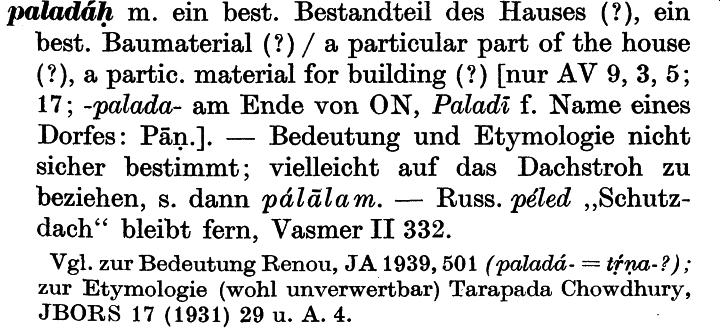 paladáḥ m. ein best. Bestandteil des Hauses (?), ein
best. Baumaterial (?) / a particular part of the house
(?), a partic. material for building (?) [nur AV 9, 3, 5;
17; -palada- am Ende von ON, Paladī f. Name eines
Dorfes: Pāṇ.]. — Bedeutung und Etymologie nicht
sicher bestimmt; vielleicht auf das Dachstroh zu
beziehen, s. dann pálālam. — Russ. péled „Schutz-
dach“ bleibt fern, Vasmer II 332.
Vgl. zur Bedeutung Renou, JA 1939, 501 (paladá- = tṛ́ṇa-?);
zur Etymologie (wohl unverwertbar) Tarapada Chowdhury,
JBORS 17 (1931) 29 u. A. 4.